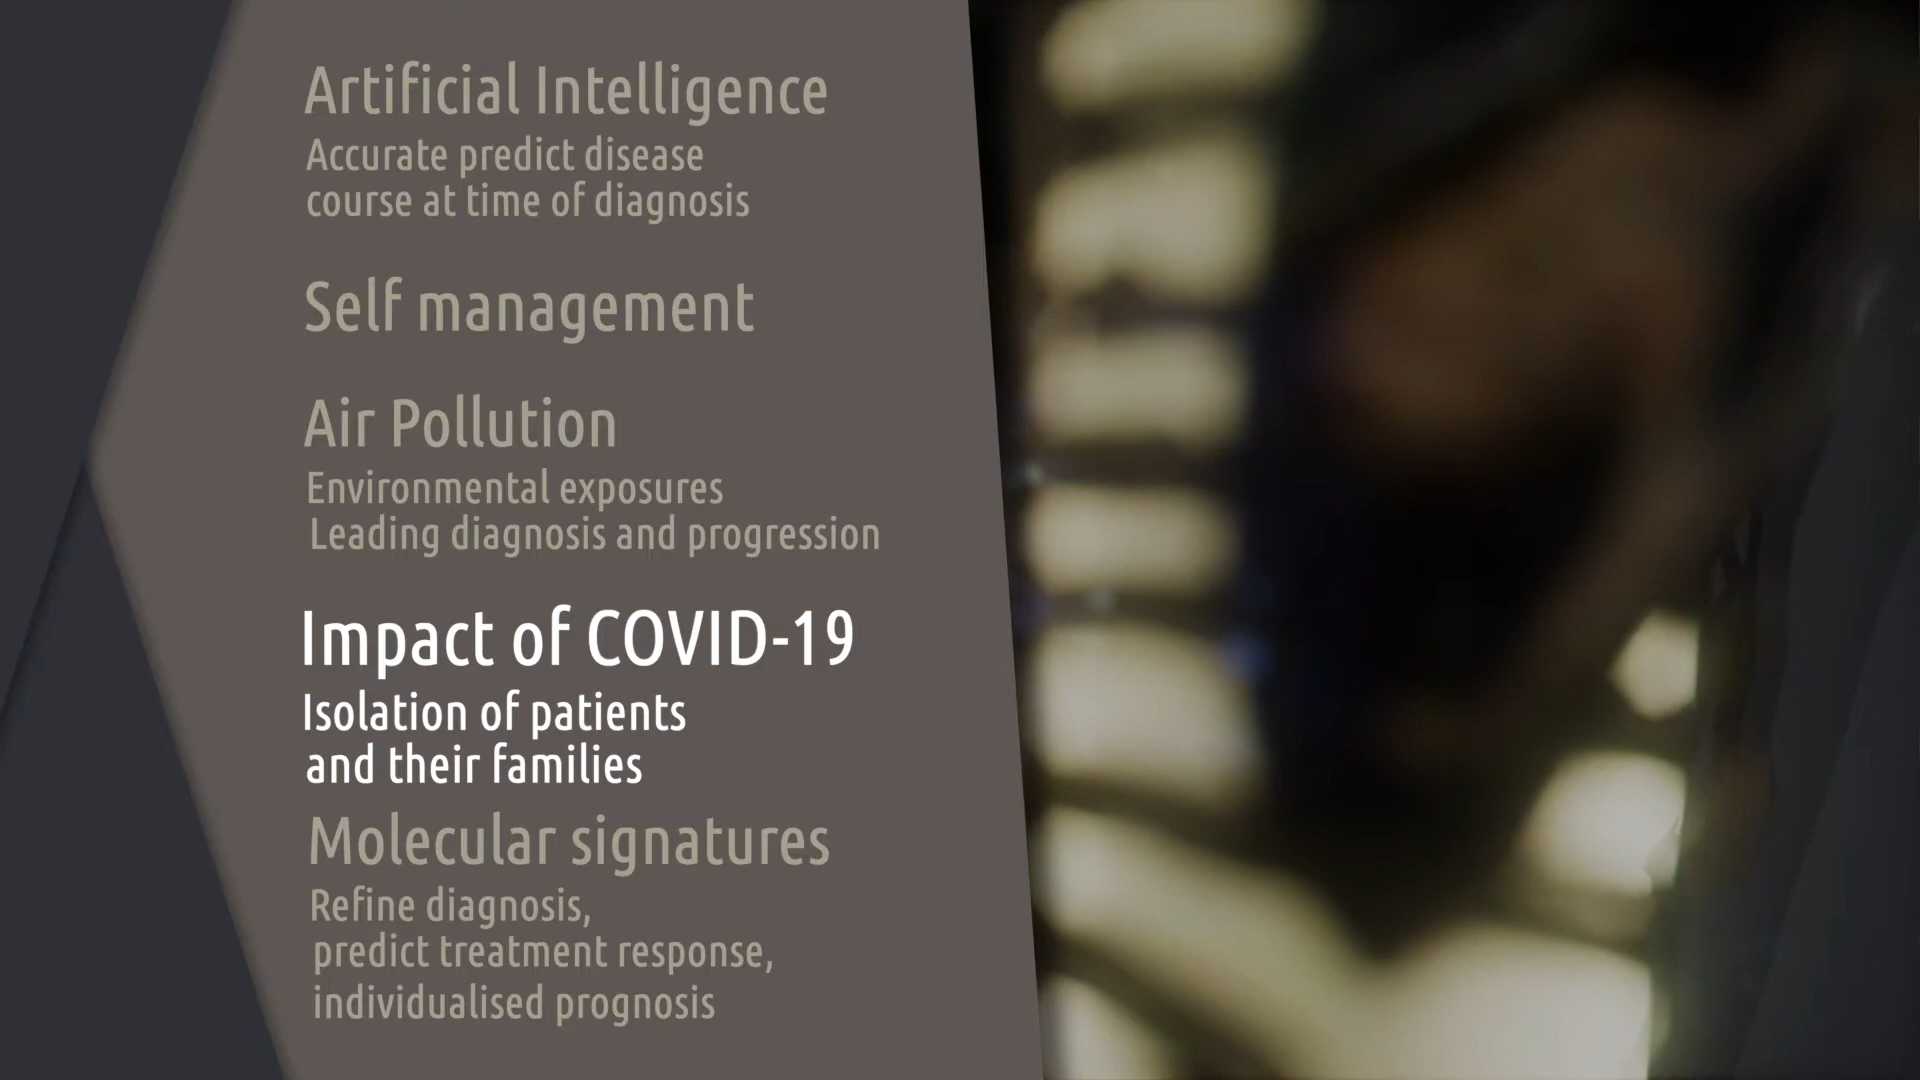 Artificial Intelligence
Accurate predict disease
course at time of diagnosis
Self management
Air Pollution
Environmental exposures
Leading diagnosis and progression
Impact of COVID-19
Isolation of patients
and their families
Molecular signatures
Refine diagnosis,
predict treatment response,
individualised prognosis